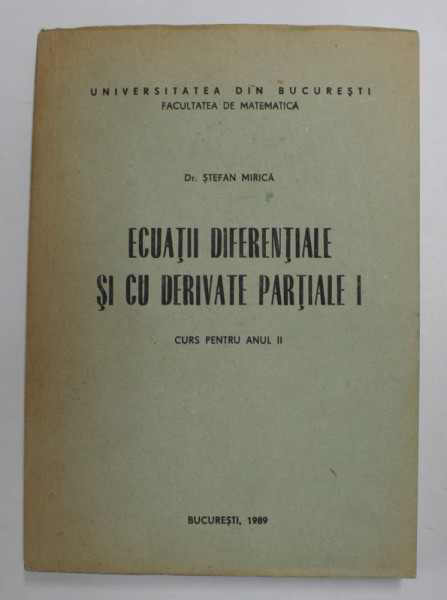 UNIVERSITATEA DIN BUCUREŞTI
FACULTATEA DE MATEMATICĂ
Dr. ŞTEFAN MIRICĂ
ECUAŢII DIFERENŢIALE
ŞI CU DERIVATE PARŢIALE I
CURS PENTRU ANUL II
BUCUREŞTI, 1989